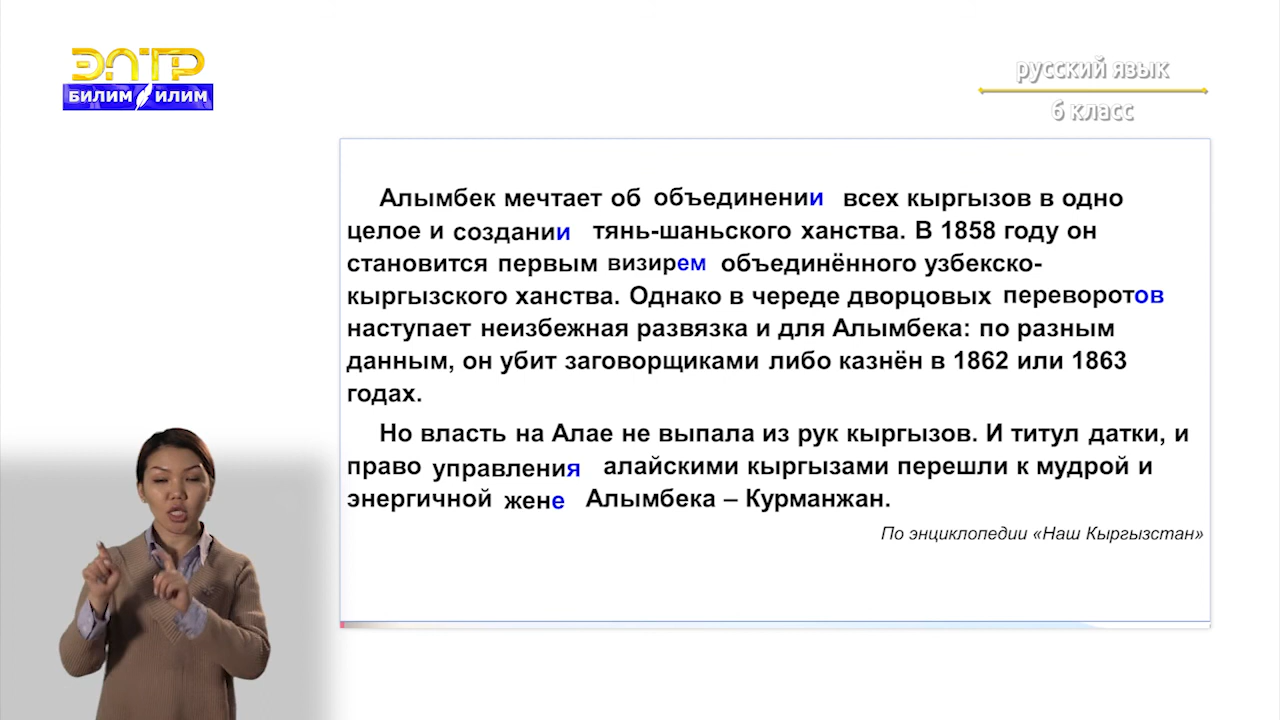 ЭЛТР
БИЛИМ ИЛИМ
русский язык
6 класс
Алымбек мечтает об объединении всех кыргызов в одно
целое и создании тянь-шаньского ханства. В 1858 году он
становится первым визирем объединённого узбекско-
кыргызского ханства. Однако в череде дворцовых переворотов
наступает неизбежная развязка и для Алымбека: по разным
данным, он убит заговорщиками либо казнён в 1862 или 1863
годах.
Но власть на Алае не выпала из рук кыргызов. И титул датки, и
право управления алайскими кыргызами перешли к мудрой и
энергичной жене Алымбека – Курманжан.
По энциклопедии «Наш Кыргызстан»